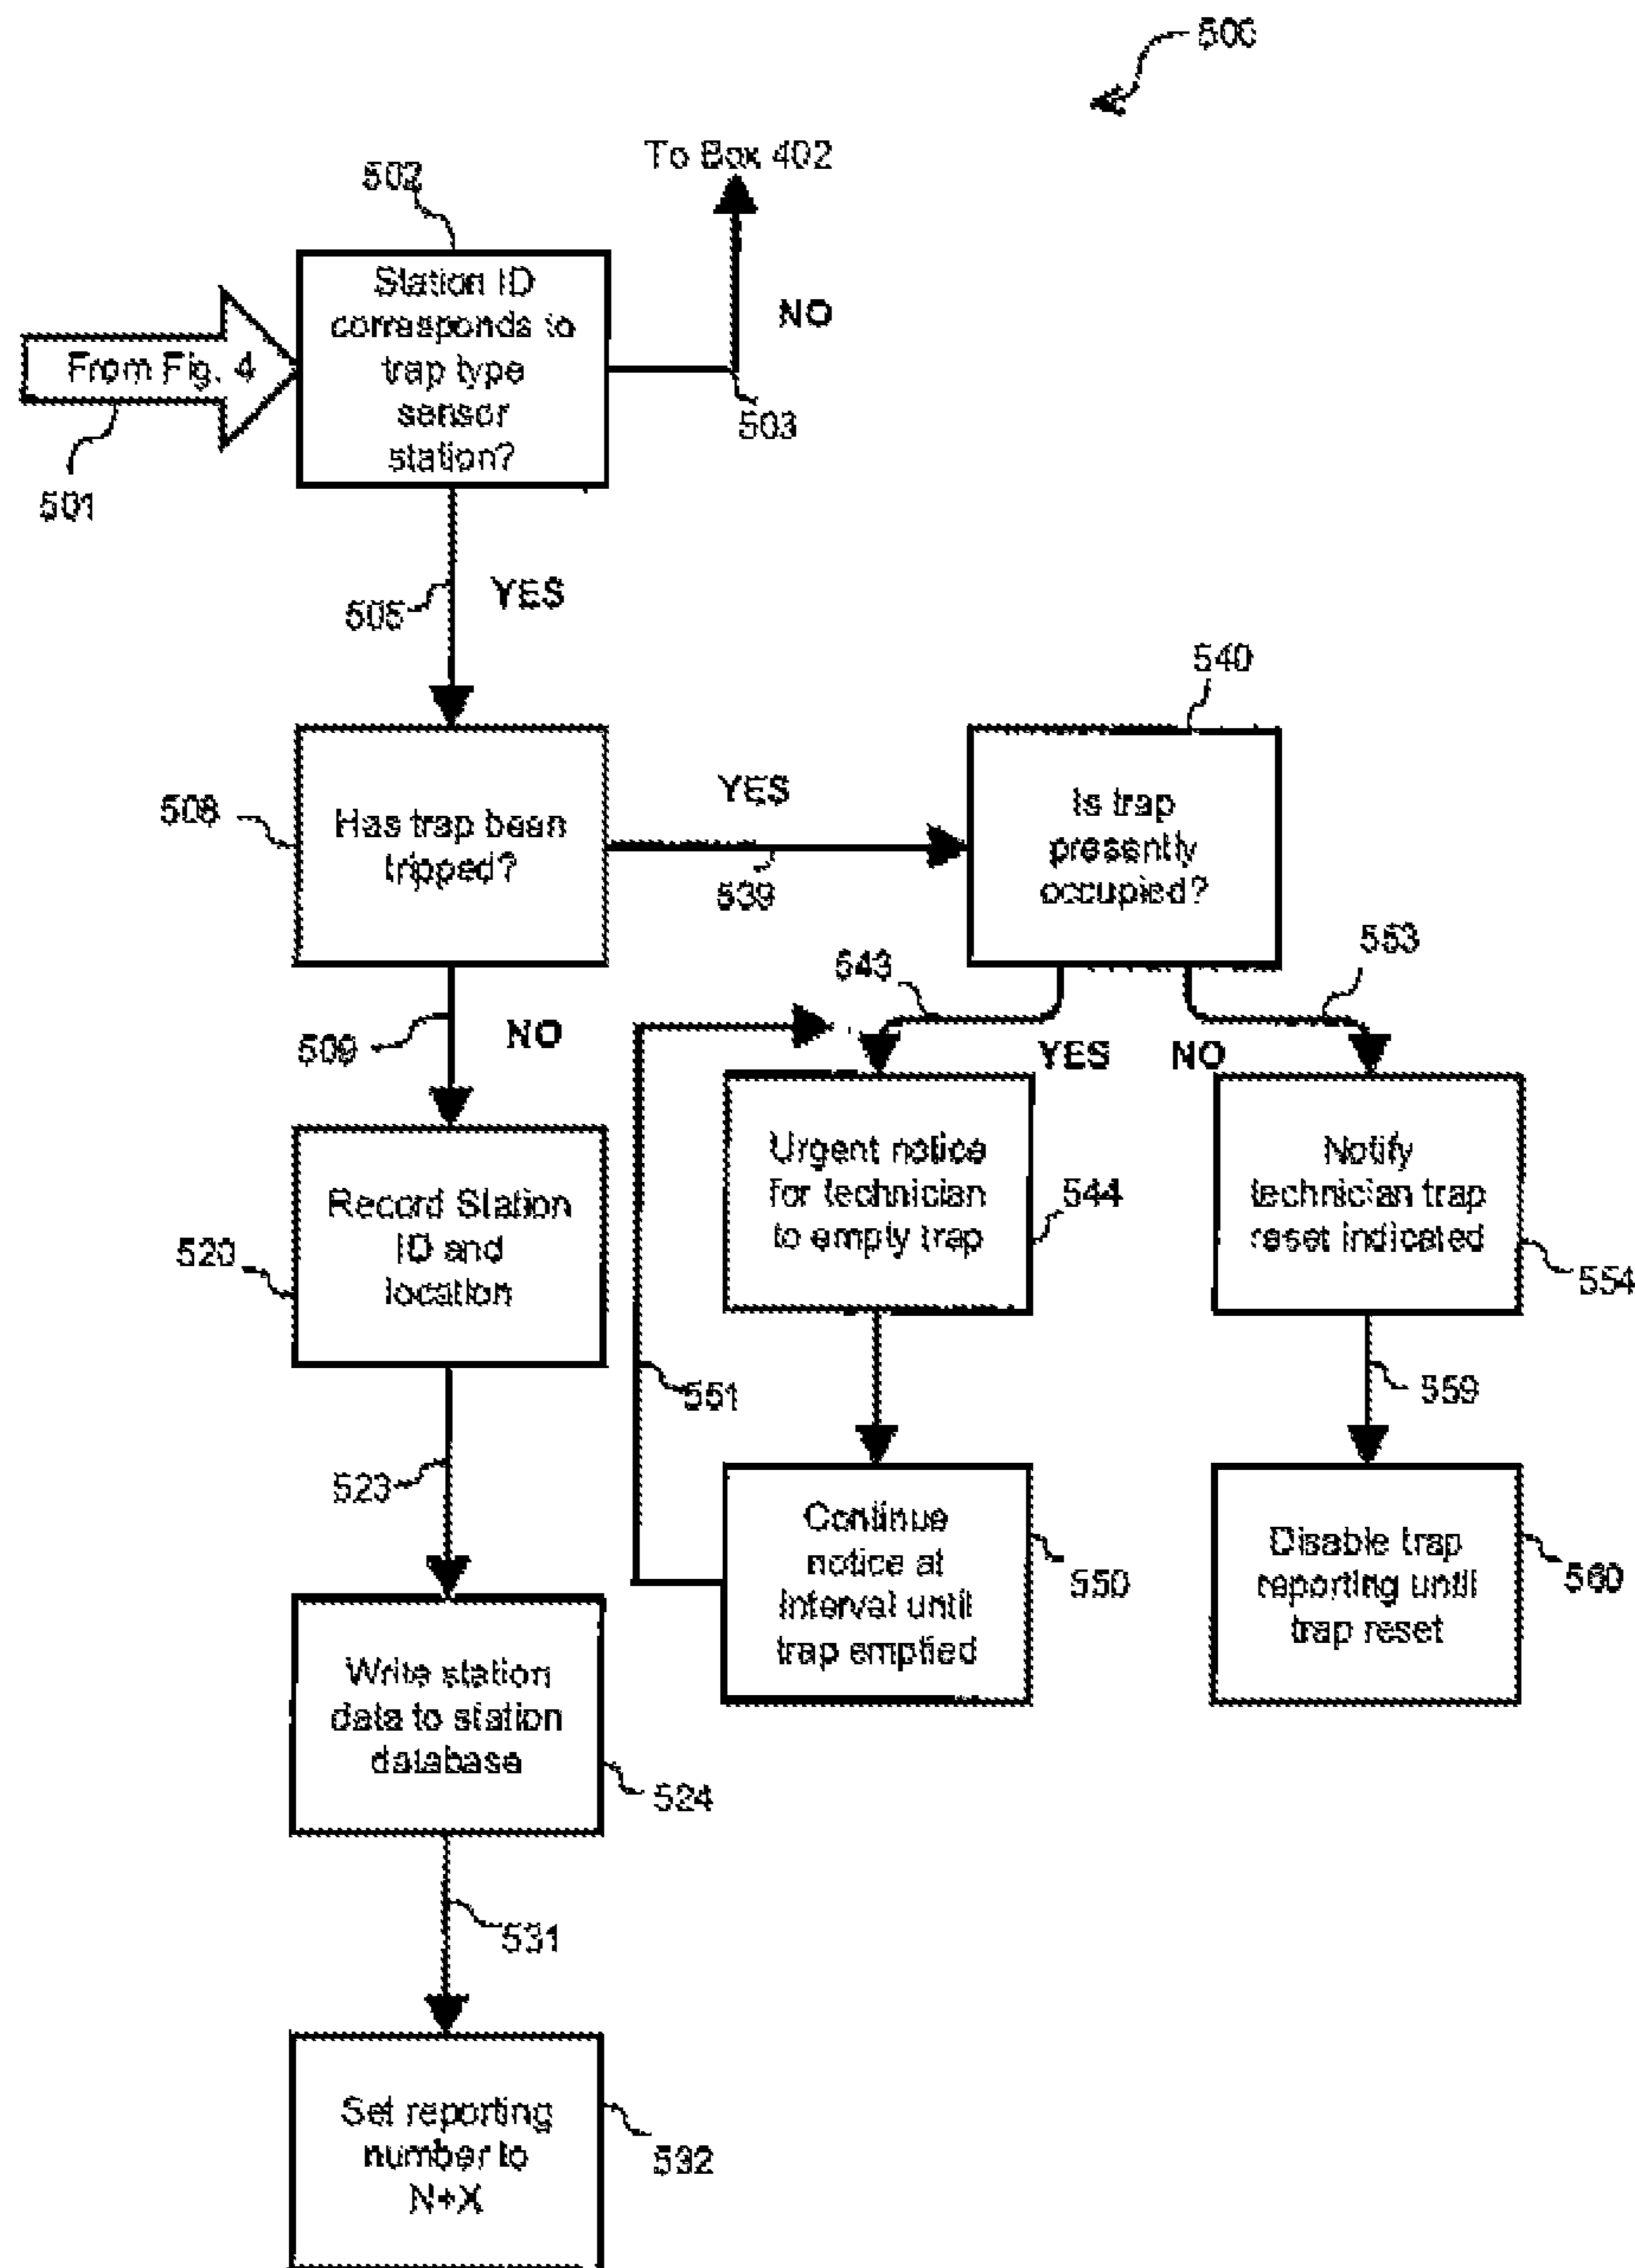 500
To Box 402
502
Station ID
corresponds to
trap type
sensor
station?
NO
From Fig. 4
503
501
YES
505
540
508
Has trap been
tripped?
YES
539
Is trap
presently
occupied?
543
553
509
NO
YES
NO
520
Record Station
ID and
location
Urgent notice
for technician
to empty trap
544
Notify
technician trap
reset indicated
554
551
559
523
Continue
notice at
interval until
trap emptied
550
Disable trap
reporting until
trap reset
560
Write station
data to station
database
524
531
Set reporting
number to
N+X
532